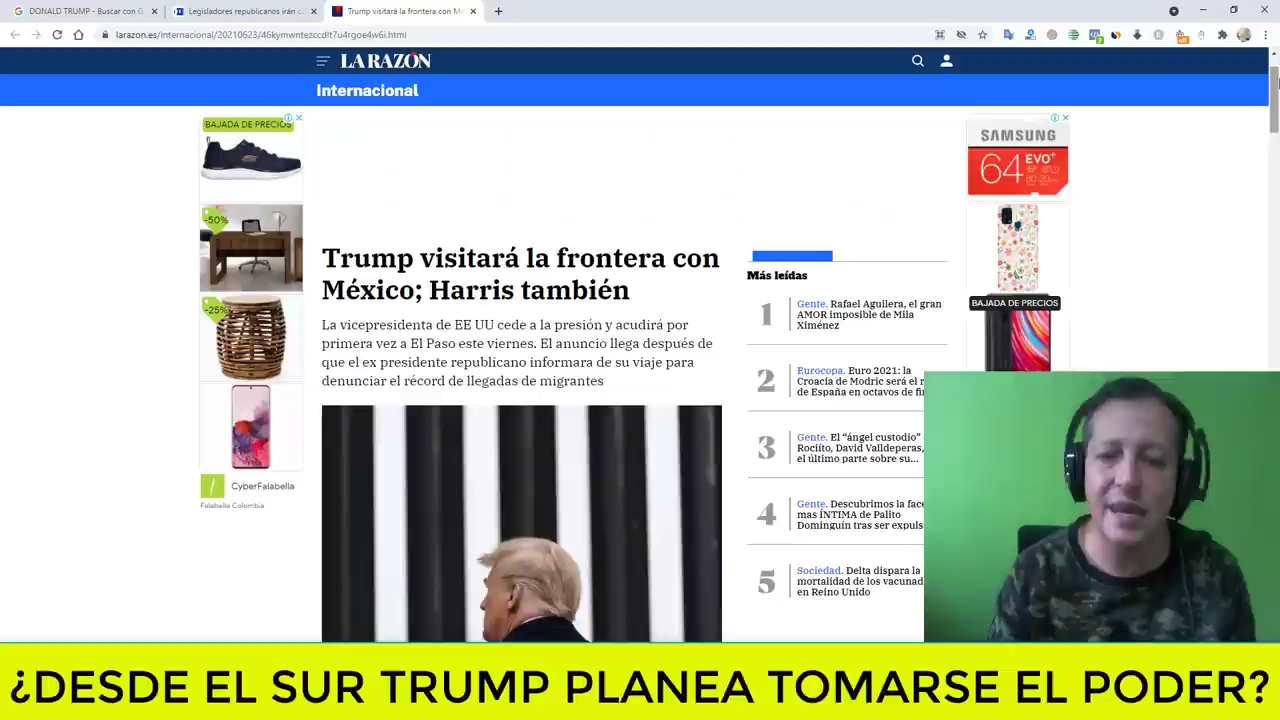 DONALD TRUMP - Buscar con G
Legisladores republicanos irán c
Trump visitará la frontera con M
larazon.es/internacional/20210623/46kymwntezccdlt7u4rgoe4w6i.html
LA RAZÓN
Internacional
BAJADA DE PRECIOS
-50%
-25%
CyberFalabella
Falabella Colombia
Trump visitará la frontera con
México; Harris también
La vicepresidenta de EE UU cede a la presión y acudirá por
primera vez a El Paso este viernes. El anuncio llega después de
que el ex presidente republicano informara de su viaje para
denunciar el récord de llegadas de migrantes
Más leídas
1
Gente. Rafael Aguilera, el gran
AMOR imposible de Mila
Ximénez
2
Eurocopa. Euro 2021: la
Croacia de Modric será el r
de España en octavos de fi
3
Gente. El “ángel custodio”
Rociíto, David Valldeperas,
el último parte sobre su...
4
Gente. Descubrimos la face
mas ÍNTIMA de Palito
Dominguín tras ser expuls
5
Sociedad. Delta dispara la
mortalidad de los vacunad
en Reino Unido
SAMSUNG
64 EVO+
BAJADA DE PRECIOS
¿DESDE EL SUR TRUMP PLANEA TOMARSE EL PODER?